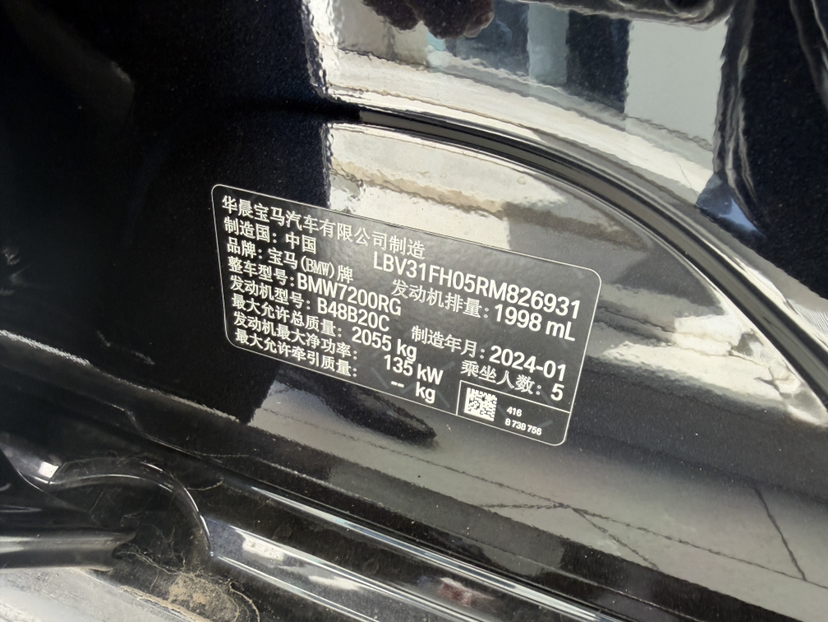 华晨宝马汽车有限公司制造
制造国：中国 LBV31FH05RM826931
品牌：宝马(BMW)牌 发动机排量：1998 mL
整车型号：BMW7200RG
发动机型号：B48B20C 制造年月：2024-01
最大允许总质量：2055 kg 乘坐人数：5
发动机最大净功率：135 kW
最大允许牵引质量：-- kg
416
8 738 756